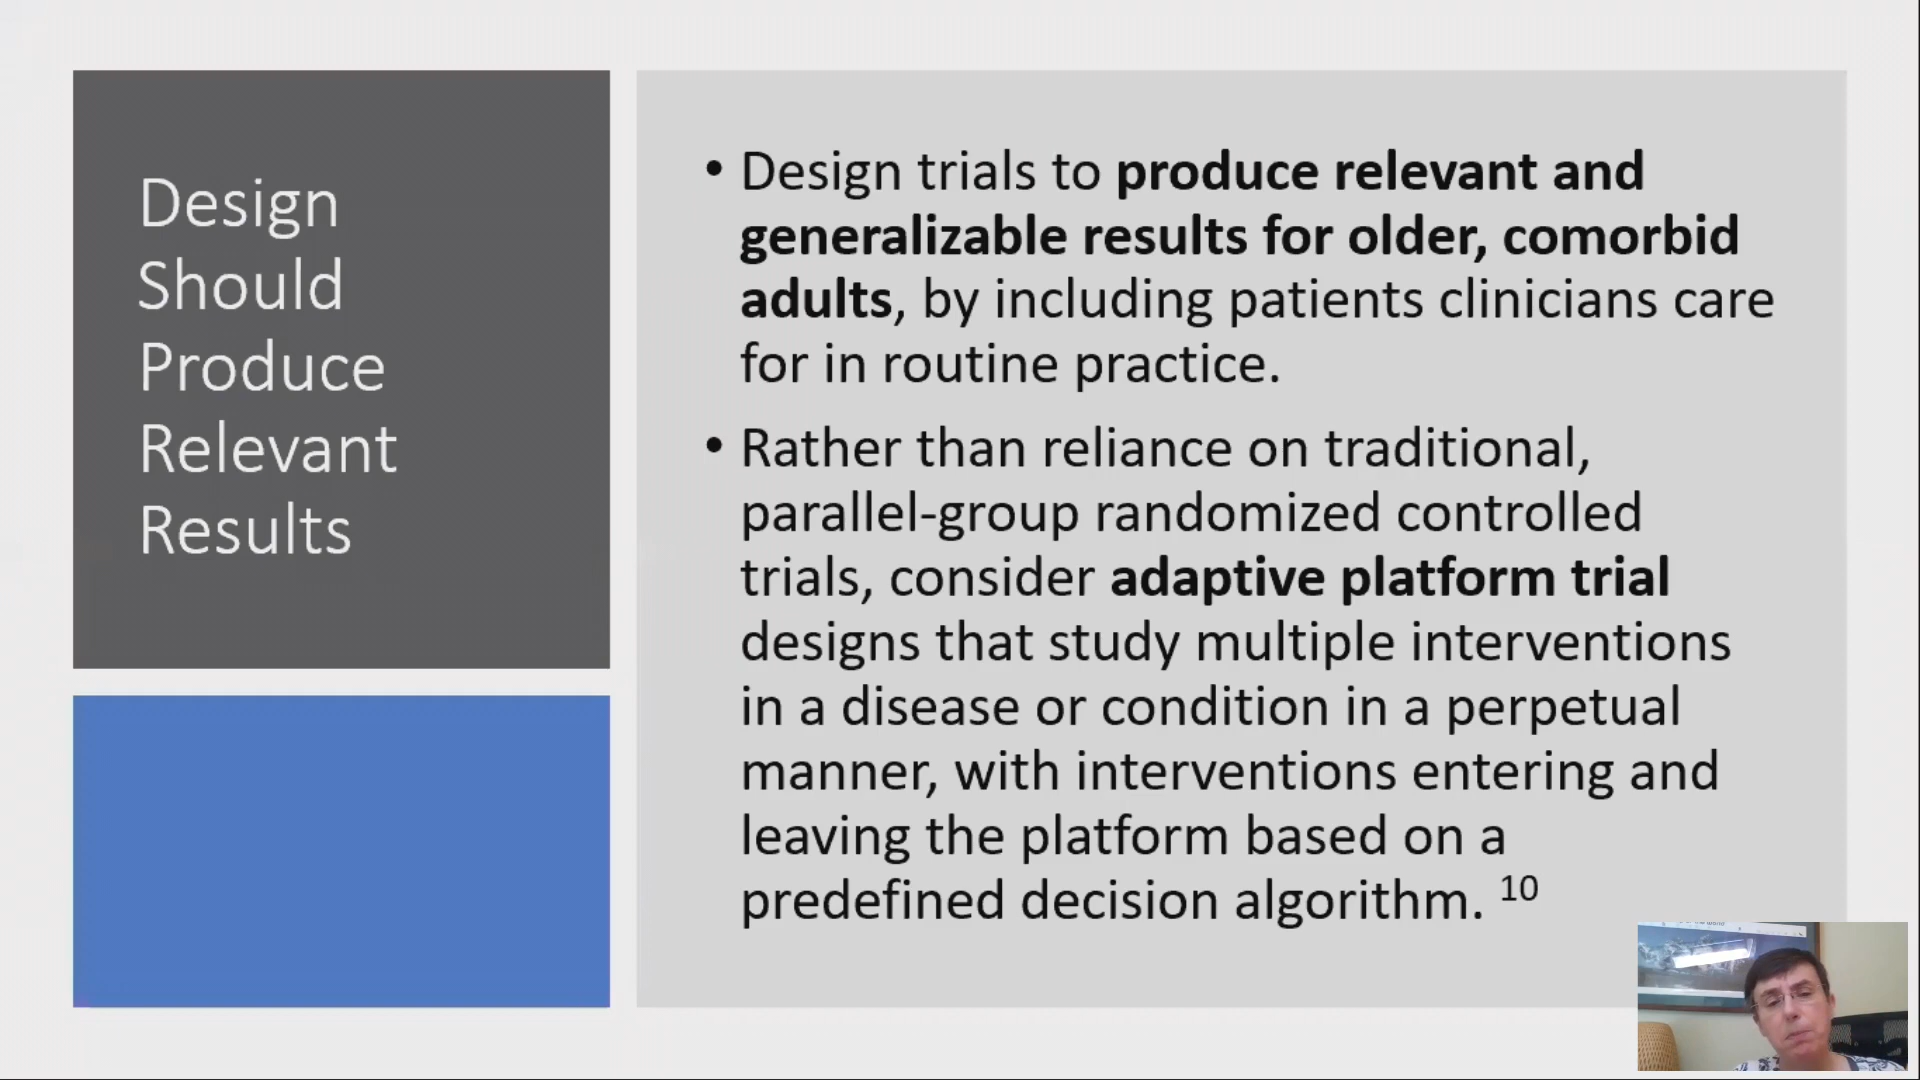 Design
Should
Produce
Relevant
Results
• Design trials to produce relevant and
generalizable results for older, comorbid
adults, by including patients clinicians care
for in routine practice.
• Rather than reliance on traditional,
parallel-group randomized controlled
trials, consider adaptive platform trial
designs that study multiple interventions
in a disease or condition in a perpetual
manner, with interventions entering and
leaving the platform based on a
predefined decision algorithm. 10